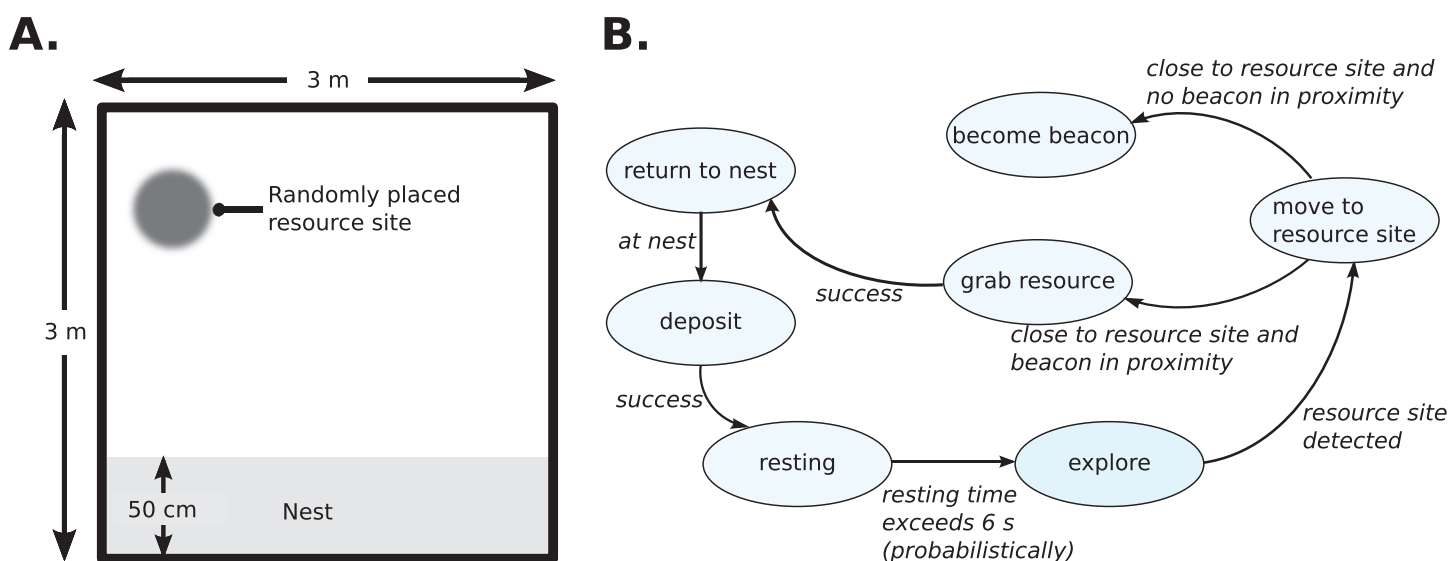 A.
3 m
3 m
Randomly placed
resource site
50 cm
Nest
B.
close to resource site and
no beacon in proximity
become beacon
return to nest
move to
resource site
at nest
grab resource
success
deposit
close to resource site and
beacon in proximity
success
resource site
detected
resting
explore
resting time
exceeds 6 s
(probabilistically)